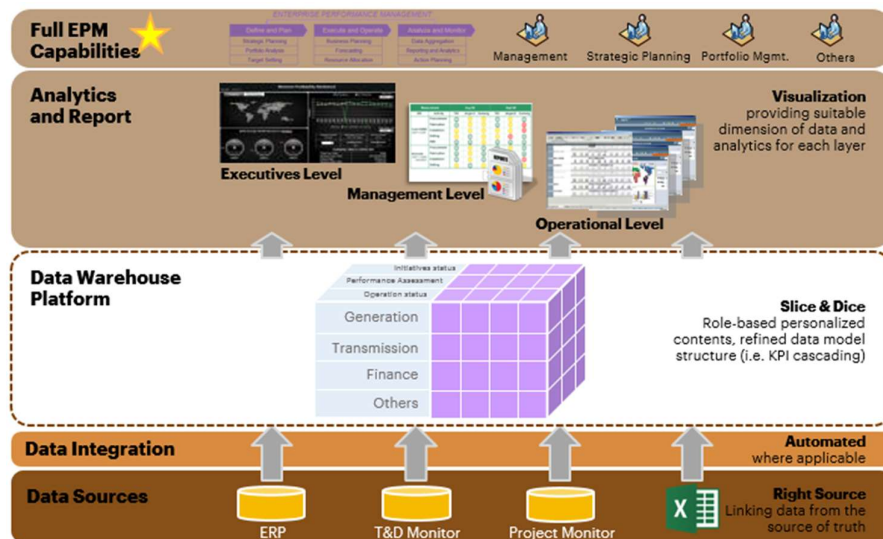 Full EPM
Capabilities
ENTERPRISE PERFORMANCE MANAGEMENT
Define and Plan
Execute and Operate
Analyze and Monitor
Strategic Planning
Business Planning
Data Aggregation
Portfolio Analysis
Forecasting
Reporting and Analytics
Target Setting
Resource Allocation
Action Planning
Management
Strategic Planning
Portfolio Mgmt.
Others
Analytics
and Report
Executives Level
Management Level
REPORTS
Operational Level
Visualization
providing suitable
dimension of data and
analytics for each layer
Data Warehouse
Platform
Initiatives status
Performance Assessment
Operation status
Generation
Transmission
Finance
Others
Slice & Dice
Role-based personalized
contents, refined data model
structure (i.e. KPI cascading)
Data Integration
Automated
where applicable
Data Sources
ERP
T&D Monitor
Project Monitor
X
Right Source
Linking data from the
source of truth